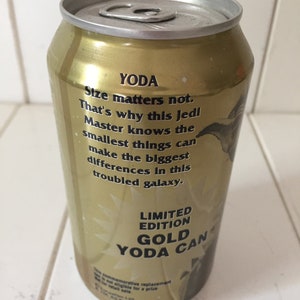 YODA
Size matters not.
That's why this Jedi
Master knows the
smallest things can
make the biggest
differences in this
troubled galaxy.
LIMITED
EDITION
GOLD
YODA CAN